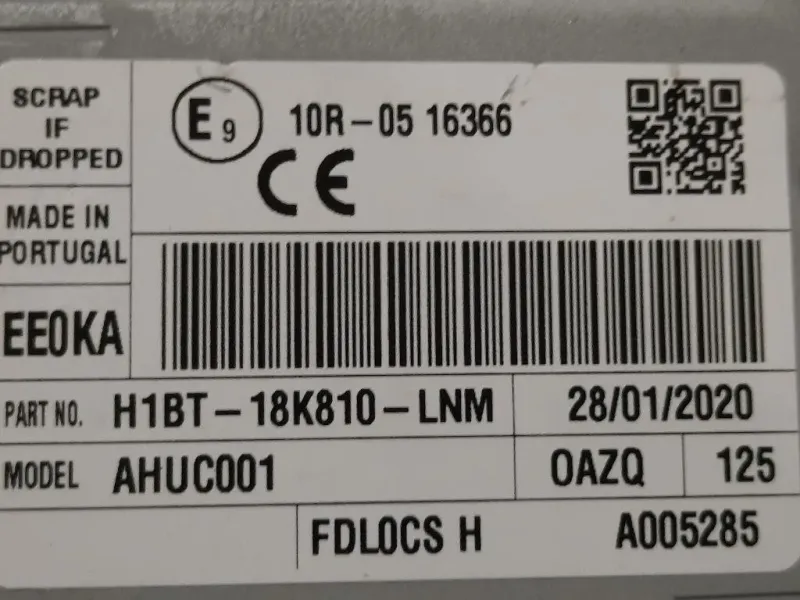 SCRAP
IF
DROPPED
E9 10R-05 16366
CE
MADE IN
PORTUGAL
EE0KA
PART NO. H1BT-18K810-LNM 28/01/2020
MODEL AHUC001 OAZQ 125
FDLOCS H A005285